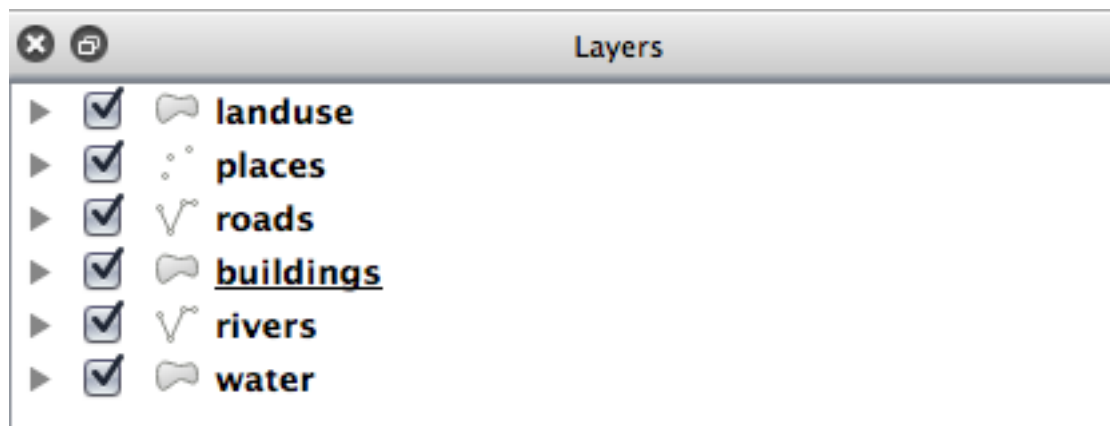 Layers
landuse
places
roads
buildings
rivers
water